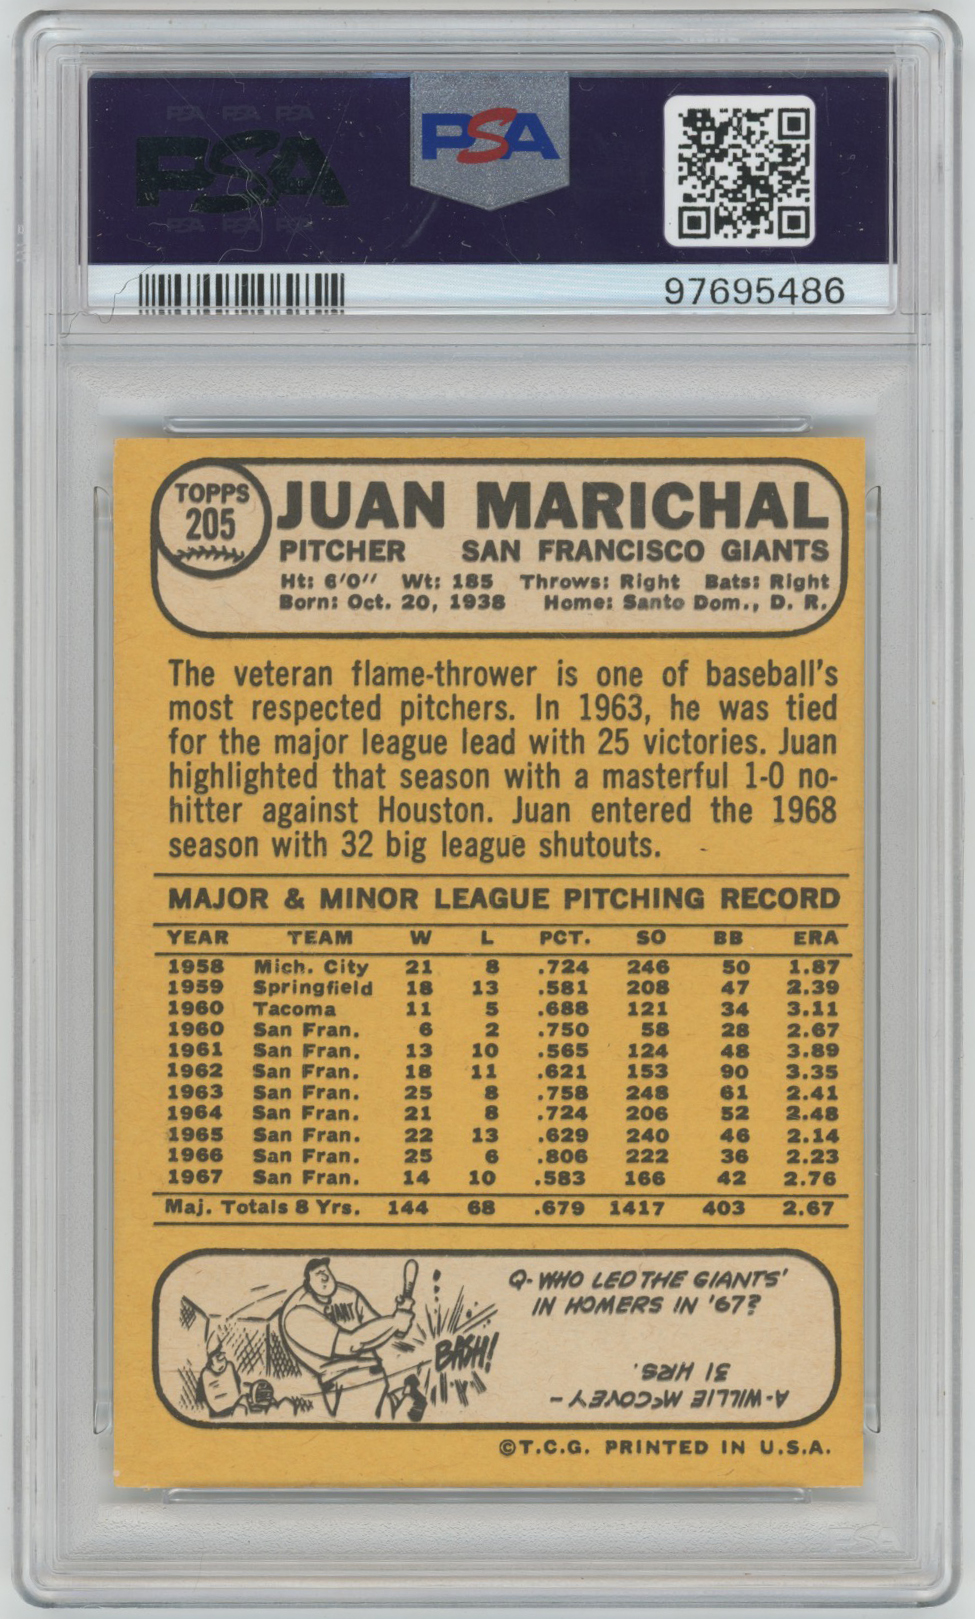 PSA PSA PSA
PSA
PSA PSA PSA
PSA
97695486
TOPPS
205
JUAN MARICHAL
PITCHER SAN FRANCISCO GIANTS
Ht: 6'0" Wt: 185 Throws: Right Bats: Right
Born: Oct. 20, 1938 Home: Santo Dom., D. R.
The veteran flame-thrower is one of baseball's
most respected pitchers. In 1963, he was tied
for the major league lead with 25 victories. Juan
highlighted that season with a masterful 1-0 no-
hitter against Houston. Juan entered the 1968
season with 32 big league shutouts.
MAJOR & MINOR LEAGUE PITCHING RECORD
YEAR TEAM W L PCT. SO BB ERA
1958 Mich. City 21 8 .724 246 50 1.87
1959 Springfield 18 13 .581 208 47 2.39
1960 Tacoma 11 5 .688 121 34 3.11
1960 San Fran. 6 2 .750 58 28 2.67
1961 San Fran. 13 10 .565 124 48 3.89
1962 San Fran. 18 11 .621 153 90 3.35
1963 San Fran. 25 8 .758 248 61 2.41
1964 San Fran. 21 8 .724 206 52 2.48
1965 San Fran. 22 13 .629 240 46 2.14
1966 San Fran. 25 6 .806 222 36 2.23
1967 San Fran. 14 10 .583 166 42 2.76
Maj. Totals 8 Yrs. 144 68 .679 1417 403 2.67
GIANT
BASH!
Q-WHO LED THE GIANTS'
IN HOMERS IN '67?
A-WILLIE McCOVEY-
31 HRS.
©T.C.G. PRINTED IN U.S.A.
PSA